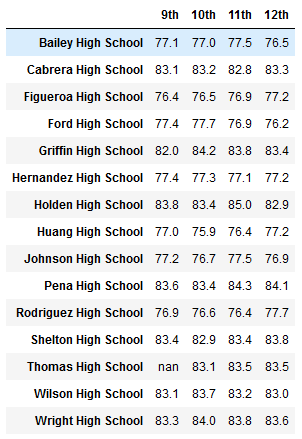 9th 10th 11th 12th
Bailey High School 77.1 77.0 77.5 76.5
Cabrera High School 83.1 83.2 82.8 83.3
Figueroa High School 76.4 76.5 76.9 77.2
Ford High School 77.4 77.7 76.9 76.2
Griffin High School 82.0 84.2 83.8 83.4
Hernandez High School 77.4 77.3 77.1 77.2
Holden High School 83.8 83.4 85.0 82.9
Huang High School 77.0 75.9 76.4 77.2
Johnson High School 77.2 76.7 77.5 76.9
Pena High School 83.6 83.4 84.3 84.1
Rodriguez High School 76.9 76.6 76.4 77.7
Shelton High School 83.4 82.9 83.4 83.8
Thomas High School nan 83.1 83.5 83.5
Wilson High School 83.1 83.7 83.2 83.0
Wright High School 83.3 84.0 83.8 83.6